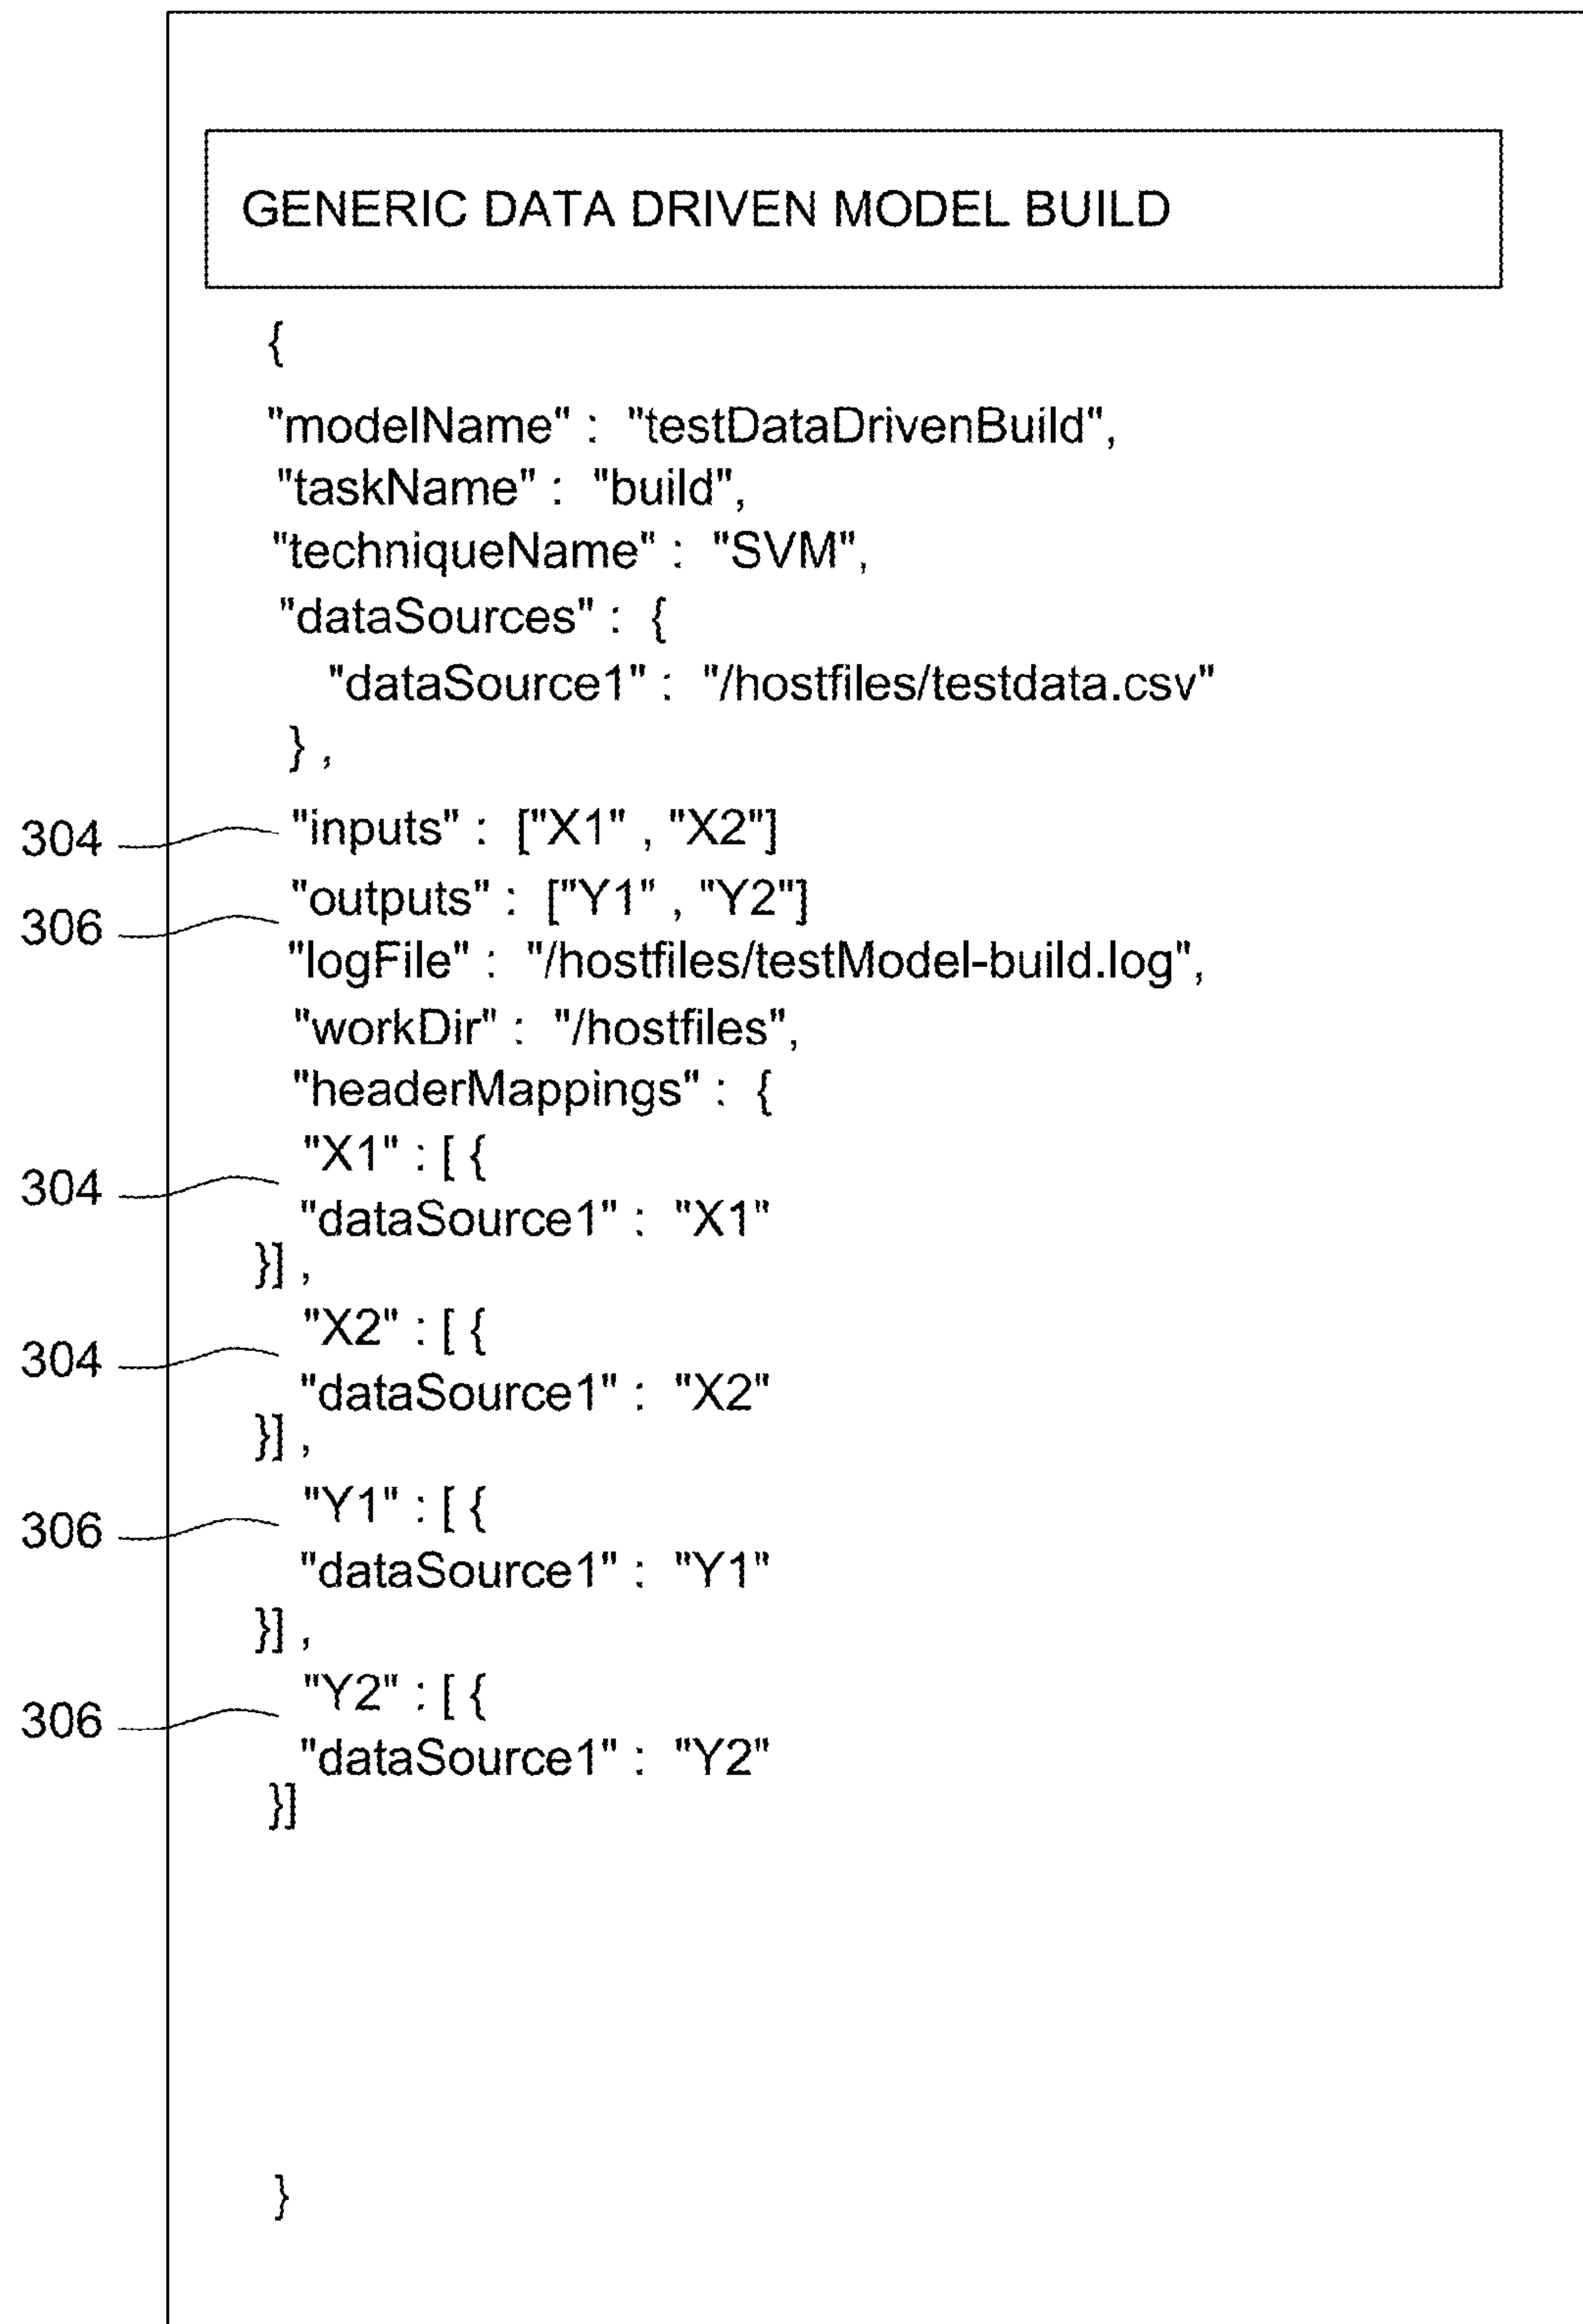 GENERIC DATA DRIVEN MODEL BUILD
{
"modelName" : "testDataDrivenBuild",
"taskName" : "build",
"techniqueName" : "SVM",
"dataSources" : {
"dataSource1" : "/hostfiles/testdata.csv"
} ,
304 "inputs" : ["X1" , "X2"]
"outputs" : ["Y1" , "Y2"]
306
"logFile" : "/hostfiles/testModel-build.log",
"workDir" : "/hostfiles",
"headerMappings" : {
"X1" : [ {
304
"dataSource1" : "X1"
}] ,
"X2" : [ {
304
"dataSource1" : "X2"
}] ,
"Y1" : [ {
306
"dataSource1" : "Y1"
}] ,
"Y2" : [ {
306
"dataSource1" : "Y2"
}]
}